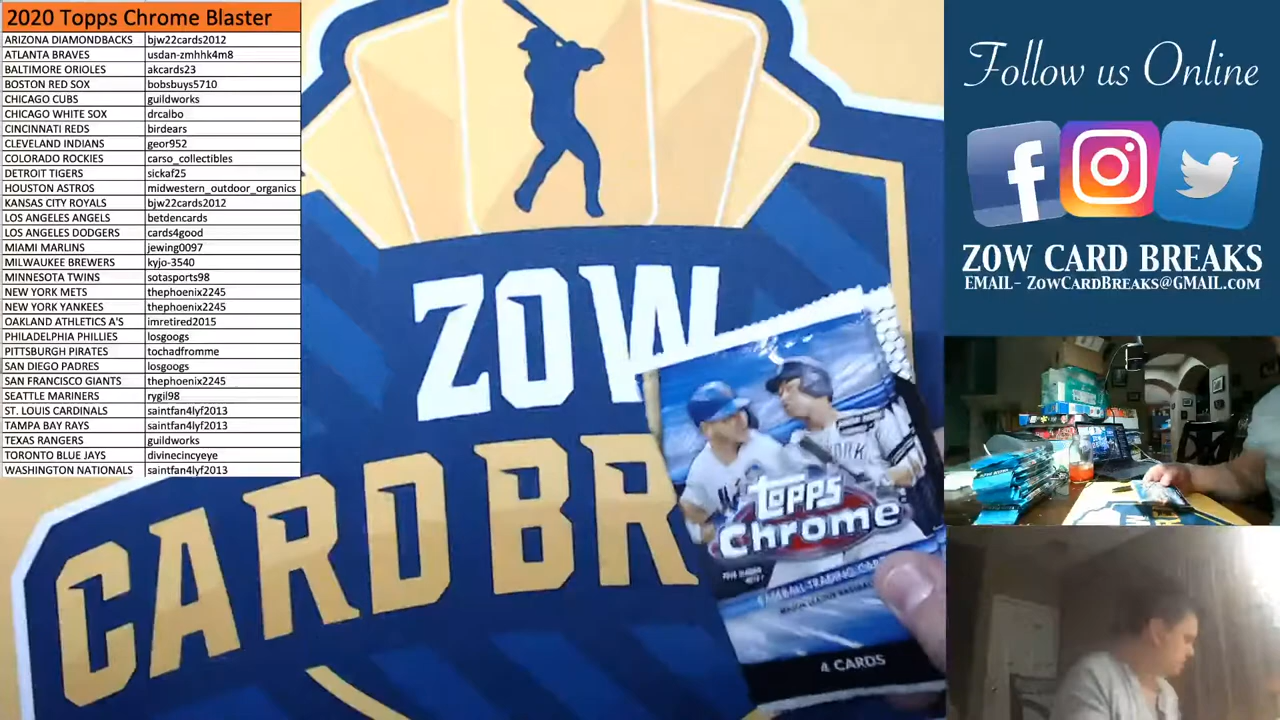 2020 Topps Chrome Blaster
ARIZONA DIAMONDBACKS bjw22cards2012
ATLANTA BRAVES usdan-zmhhk4m8
BALTIMORE ORIOLES akcards23
BOSTON RED SOX bobsbuys5710
CHICAGO CUBS guildworks
CHICAGO WHITE SOX drcalbo
CINCINNATI REDS birdears
CLEVELAND INDIANS geor952
COLORADO ROCKIES carso_collectibles
DETROIT TIGERS sickaf25
HOUSTON ASTROS midwestern_outdoor_organics
KANSAS CITY ROYALS bjw22cards2012
LOS ANGELES ANGELS betdencards
LOS ANGELES DODGERS cards4good
MIAMI MARLINS jewing0097
MILWAUKEE BREWERS kyjo-3540
MINNESOTA TWINS sotasports98
NEW YORK METS thephoenix2245
NEW YORK YANKEES thephoenix2245
OAKLAND ATHLETICS A'S imretired2015
PHILADELPHIA PHILLIES losgoogs
PITTSBURGH PIRATES tochadfromme
SAN DIEGO PADRES losgoogs
SAN FRANCISCO GIANTS thephoenix2245
SEATTLE MARINERS rygil98
ST. LOUIS CARDINALS saintfan4lyf2013
TAMPA BAY RAYS saintfan4lyf2013
TEXAS RANGERS guildworks
TORONTO BLUE JAYS divinecincyeye
WASHINGTON NATIONALS saintfan4lyf2013
ZOW
CARD BR
Topps
Chrome
4 CARDS
Follow us Online
f
ZOW CARD BREAKS
EMAIL- ZOWCARDBREAKS@GMAIL.COM